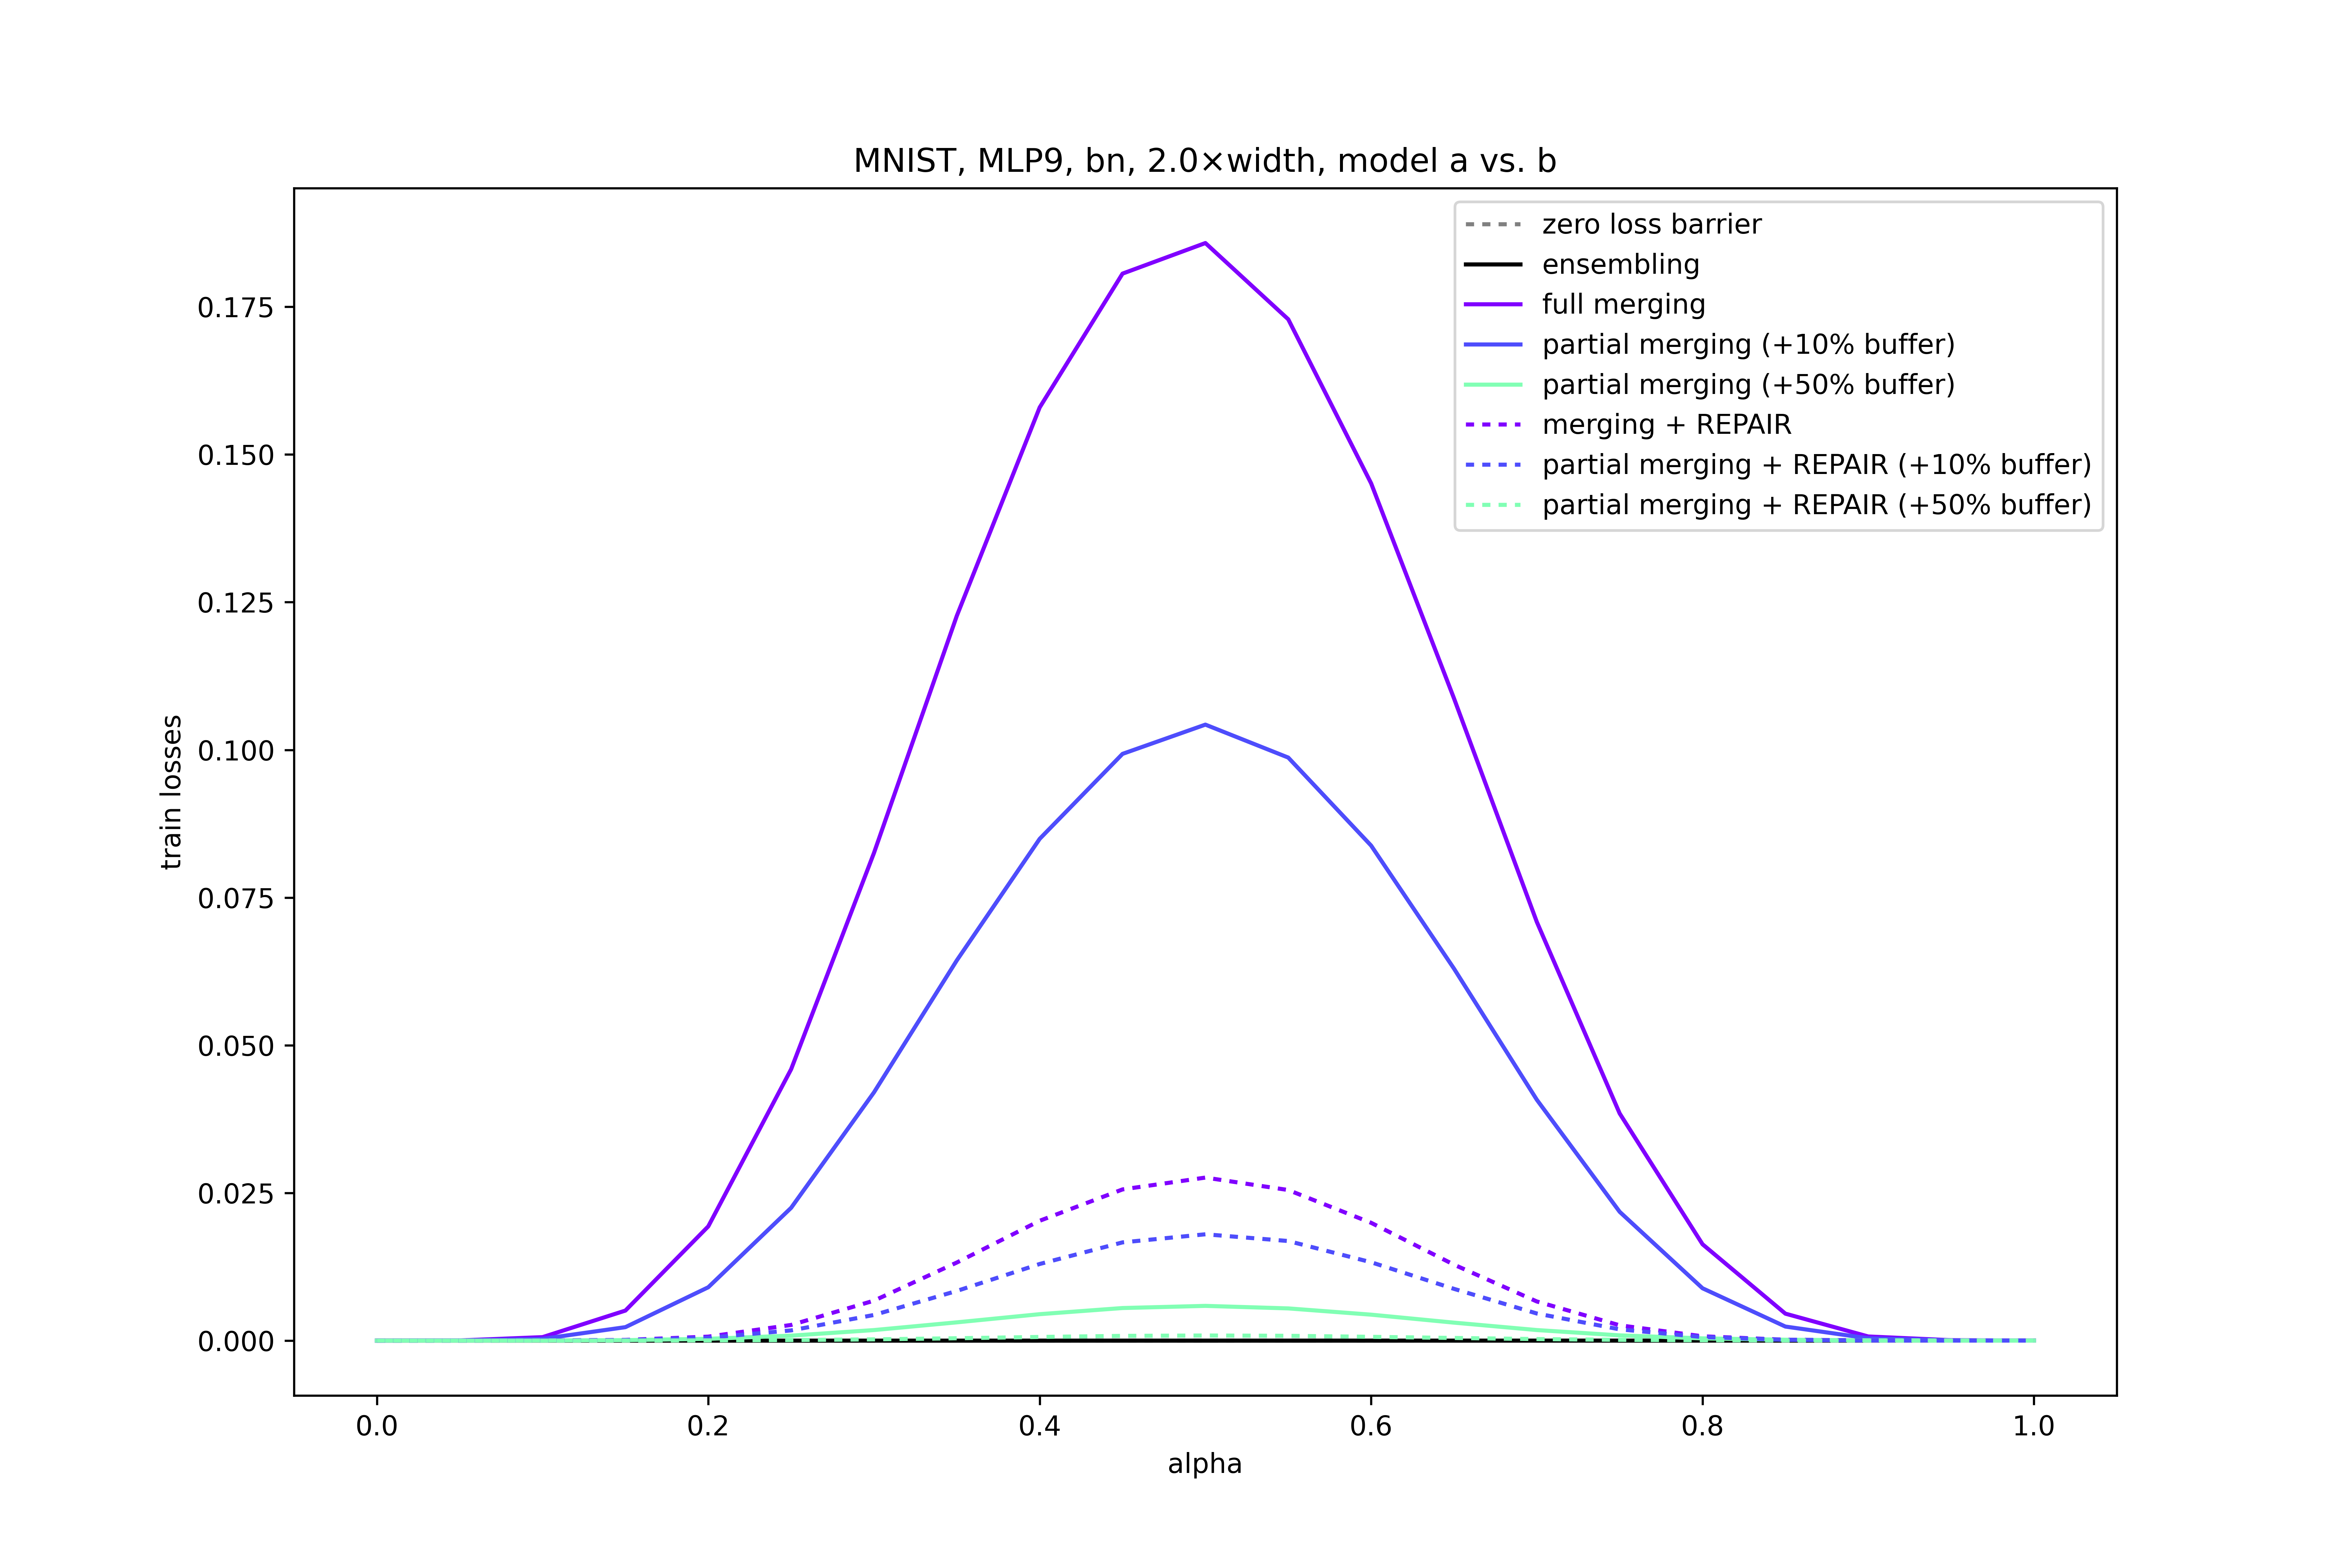 MNIST, MLP9, bn, 2.0×width, model a vs. b
zero loss barrier
ensembling
full merging
partial merging (+10% buffer)
partial merging (+50% buffer)
merging + REPAIR
partial merging + REPAIR (+10% buffer)
partial merging + REPAIR (+50% buffer)
train losses
0.175
0.150
0.125
0.100
0.075
0.050
0.025
0.000
0.0 0.2 0.4 0.6 0.8 1.0
alpha